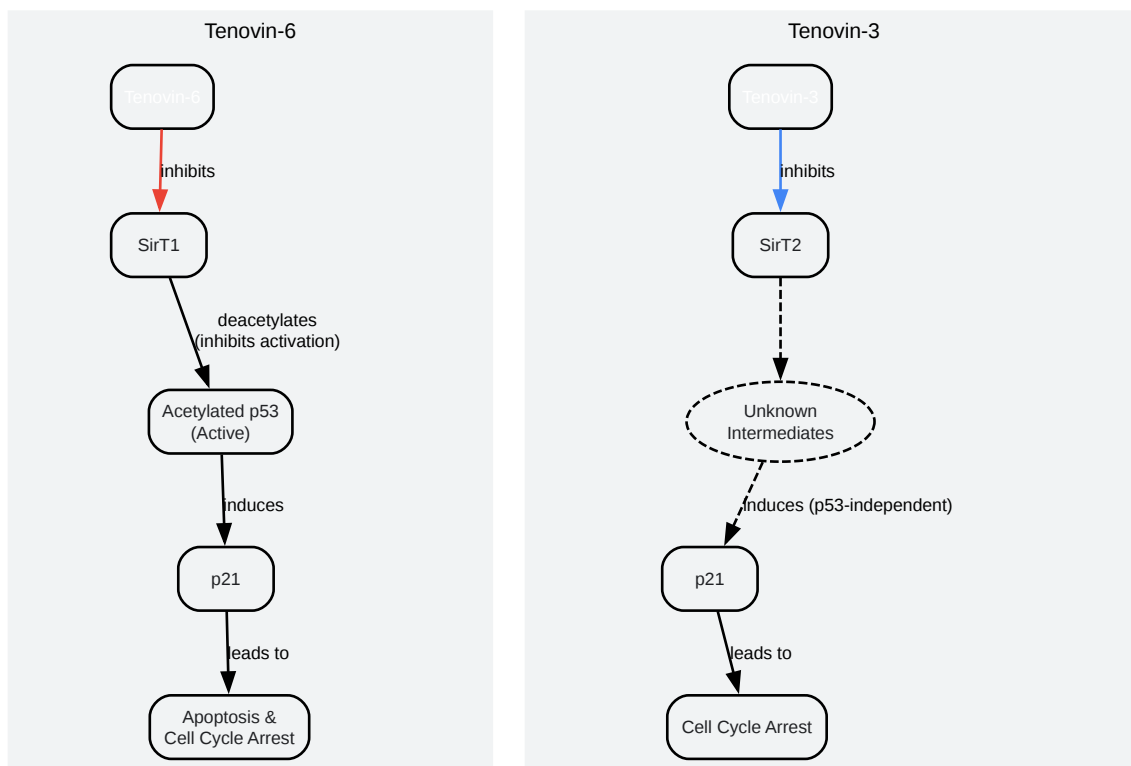 Tenovin-6
Tenovin-6
inhibits
SirT1
deacetylates
(inhibits activation)
Acetylated p53
(Active)
induces
p21
leads to
Apoptosis &
Cell Cycle Arrest
Tenovin-3
Tenovin-3
inhibits
SirT2
Unknown
Intermediates
induces (p53-independent)
p21
leads to
Cell Cycle Arrest